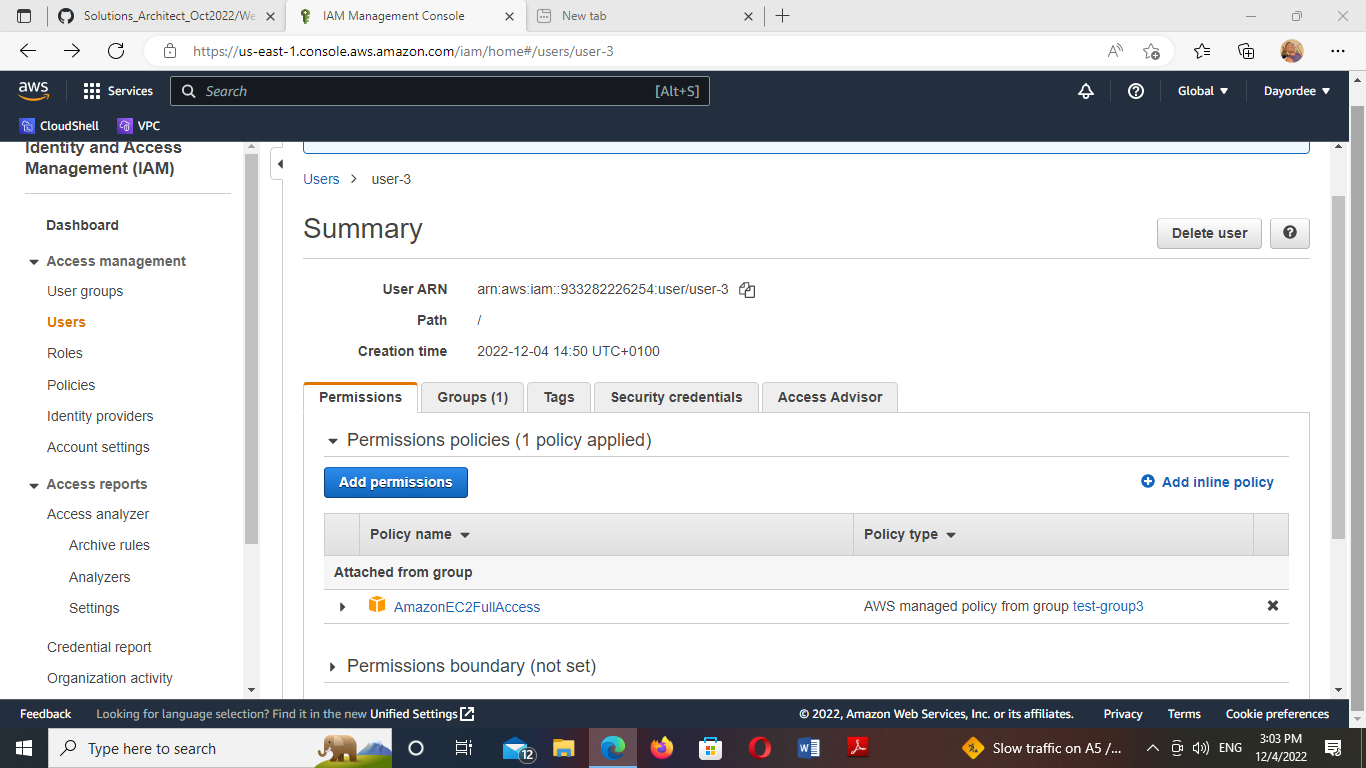 Solutions_Architect_Oct2022/We
IAM Management Console
New tab
https://us-east-1.console.aws.amazon.com/iam/home#/users/user-3
aws
Services
Search
[Alt+S]
Global
Dayordee
CloudShell
VPC
Identity and Access
Management (IAM)
Dashboard
Access management
User groups
Users
Roles
Policies
Identity providers
Account settings
Access reports
Access analyzer
Archive rules
Analyzers
Settings
Credential report
Organization activity
Users > user-3
Summary
Delete user
User ARN arn:aws:iam::933282226254:user/user-3
Path /
Creation time 2022-12-04 14:50 UTC+0100
Permissions
Groups (1)
Tags
Security credentials
Access Advisor
Permissions policies (1 policy applied)
Add permissions
Add inline policy
Policy name
Policy type
Attached from group
AmazonEC2FullAccess
AWS managed policy from group test-group3
Permissions boundary (not set)
Feedback
Looking for language selection? Find it in the new Unified Settings
© 2022, Amazon Web Services, Inc. or its affiliates.
Privacy
Terms
Cookie preferences
Type here to search
12
Slow traffic on A5 /...
ENG
3:03 PM
12/4/2022